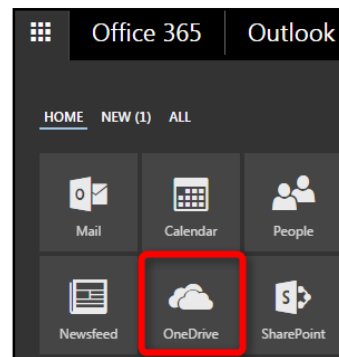 Office 365 Outlook
HOME NEW (1) ALL
Mail Calendar People
Newsfeed OneDrive SharePoint